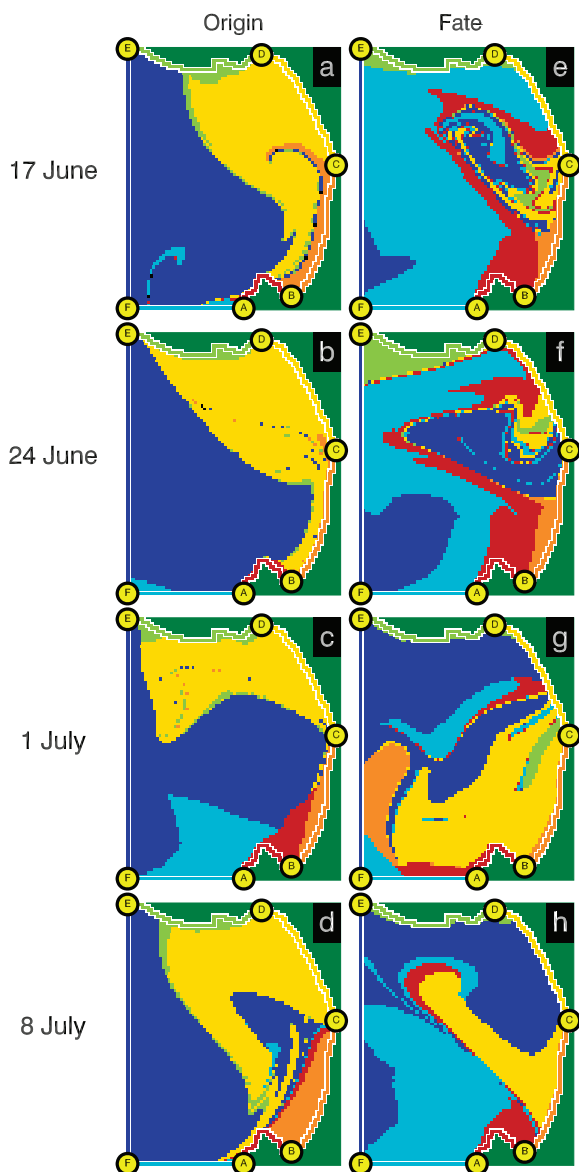 Origin Fate
E D a E D e
17 June
C C
F A B F A B
E D b E D f
24 June
C C
F A B F A B
E D c E D g
1 July
C C
F A B F A B
E D d E D h
8 July
C C
F A B F A B